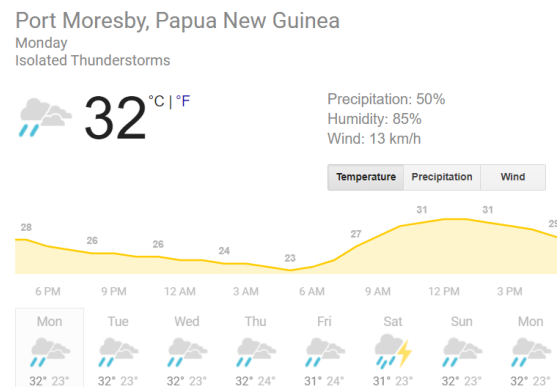 Port Moresby, Papua New Guinea
Monday
Isolated Thunderstorms
32 °C | °F
Precipitation: 50%
Humidity: 85%
Wind: 13 km/h
Temperature Precipitation Wind
28 26 26 24 23 27 31 31 29
6 PM 9 PM 12 AM 3 AM 6 AM 9 AM 12 PM 3 PM
Mon Tue Wed Thu Fri Sat Sun Mon
32° 23° 32° 23° 32° 23° 32° 24° 31° 24° 31° 23° 32° 23° 32° 23°